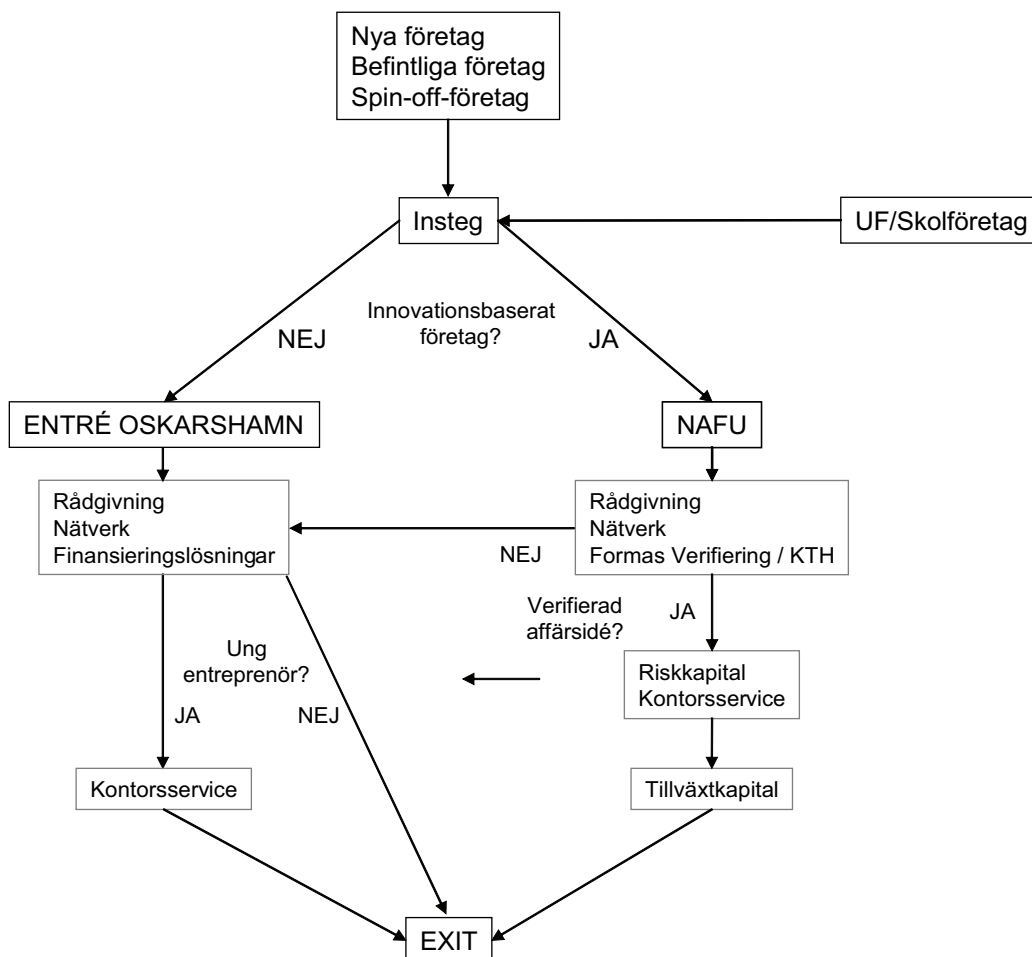 Nya företag
Befintliga företag
Spin-off-företag
Insteg
UF/Skolföretag
Innovationsbaserat
företag?
NEJ
JA
ENTRÉ OSKARSHAMN
NAFU
Rådgivning
Nätverk
Finansieringslösningar
Rådgivning
Nätverk
Formas Verifiering / KTH
NEJ
Verifierad
affärsidé?
JA
Ung
entreprenör?
JA
NEJ
Riskkapital
Kontorsservice
Kontorsservice
Tillväxtkapital
EXIT